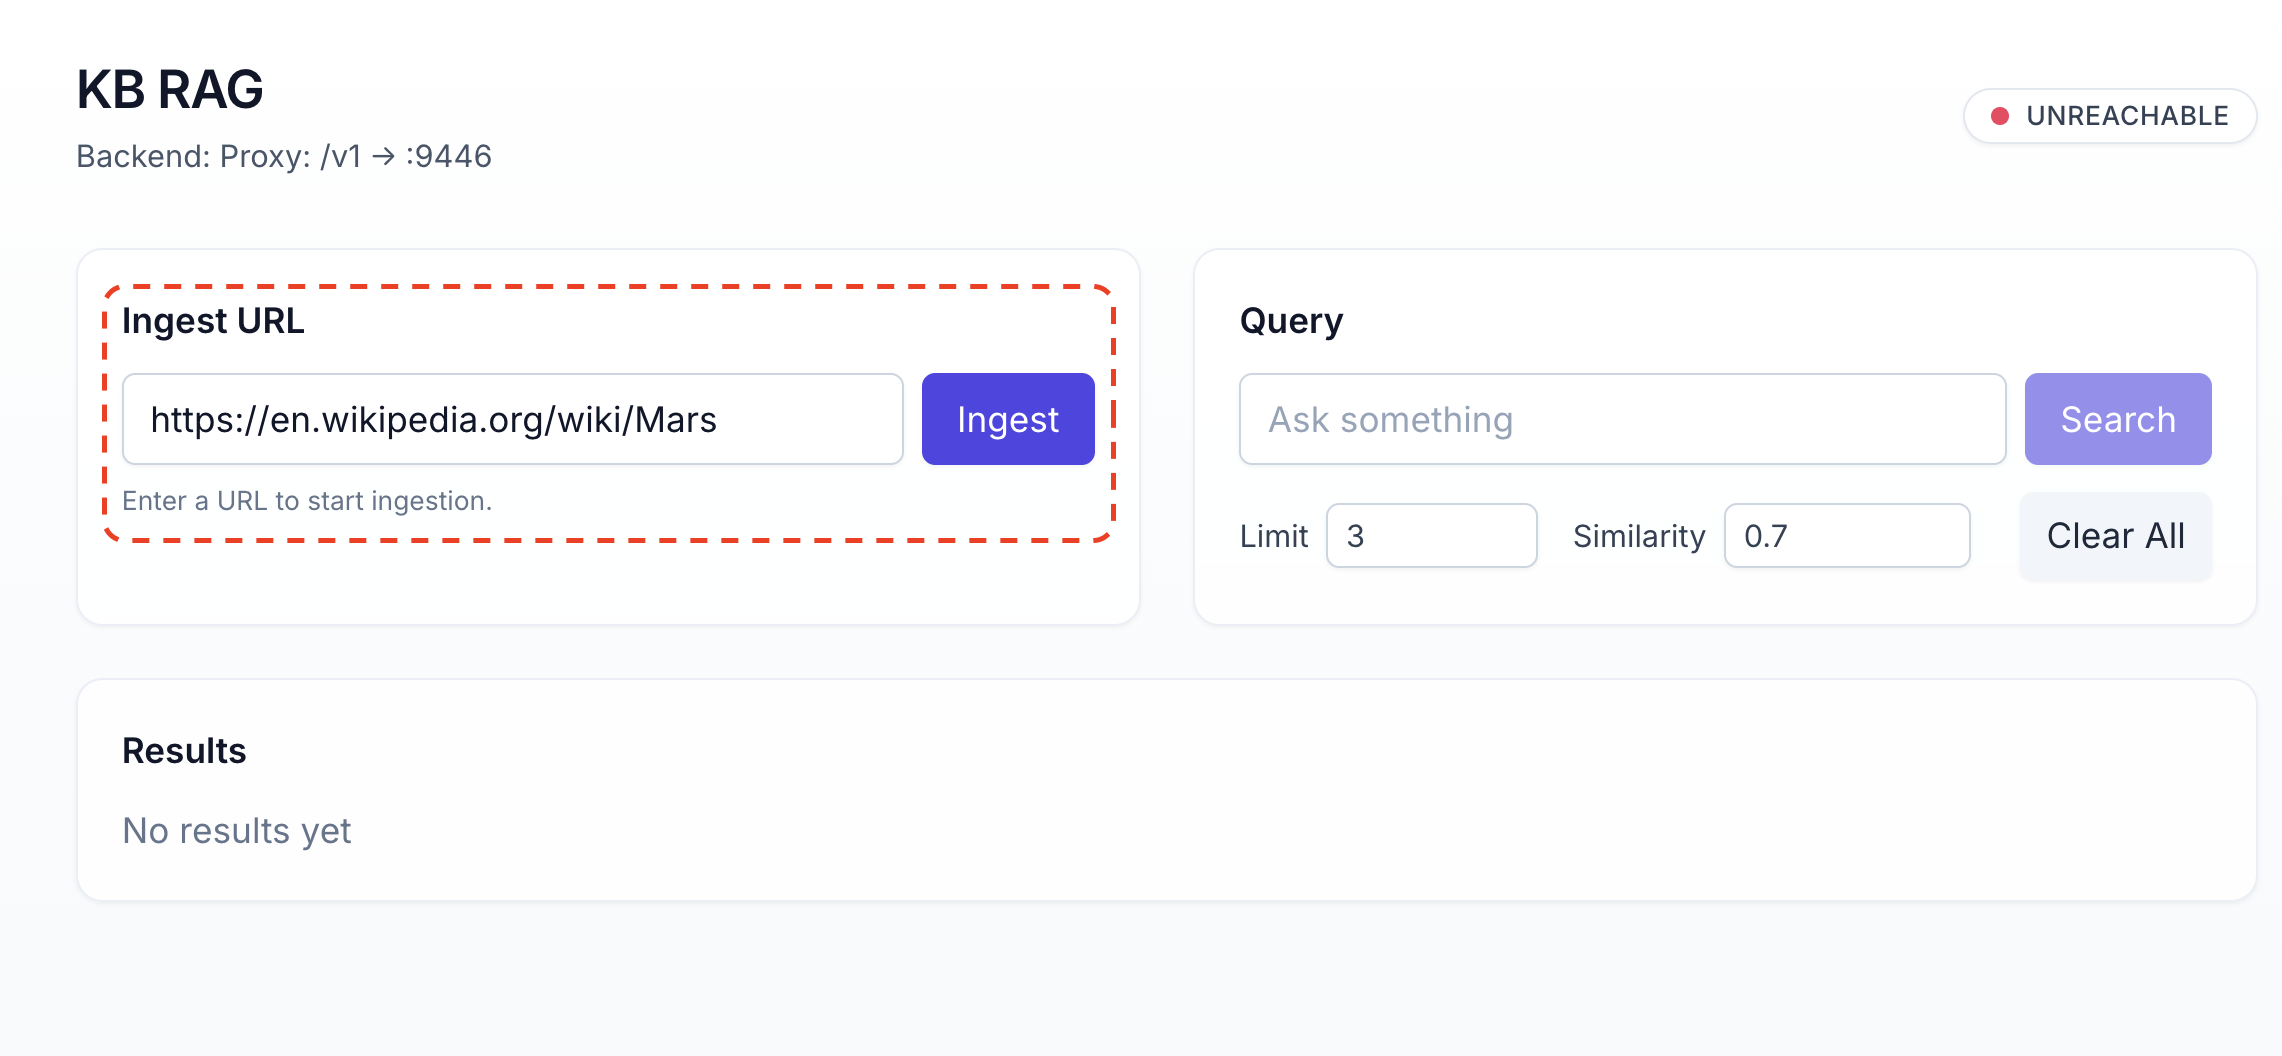 KB RAG
Backend: Proxy: /v1 → :9446
UNREACHABLE
Ingest URL
https://en.wikipedia.org/wiki/Mars
Ingest
Enter a URL to start ingestion.
Query
Ask something
Search
Limit
3
Similarity
0.7
Clear All
Results
No results yet